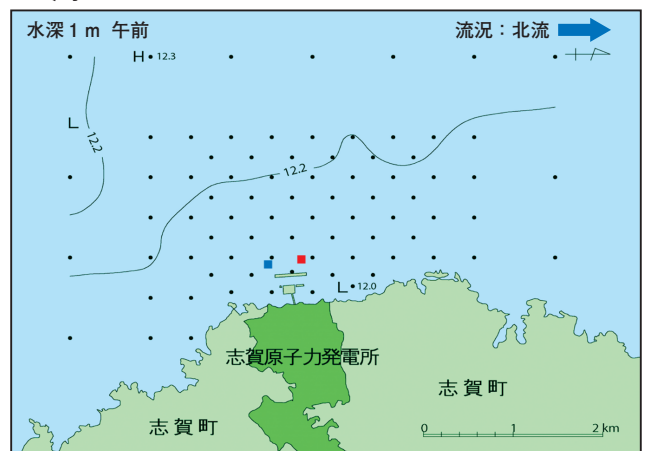 水深1m 午前
流況:北流
H 12.3
L
12.2
12.2
L 12.0
志賀原子力発電所
志賀町
志賀町
0 1 2 km